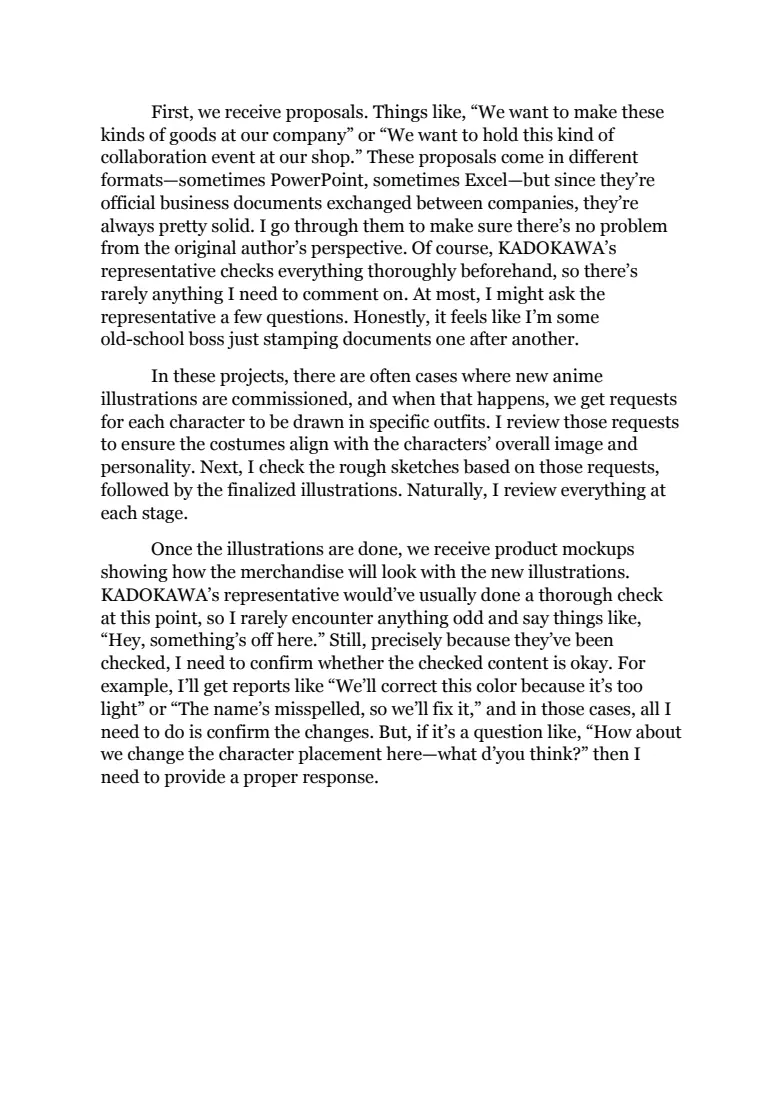 First, we receive proposals. Things like, “We want to make these
kinds of goods at our company” or “We want to hold this kind of
collaboration event at our shop.” These proposals come in different
formats—sometimes PowerPoint, sometimes Excel—but since they’re
official business documents exchanged between companies, they’re
always pretty solid. I go through them to make sure there’s no problem
from the original author’s perspective. Of course, KADOKAWA’s
representative checks everything thoroughly beforehand, so there’s
rarely anything I need to comment on. At most, I might ask the
representative a few questions. Honestly, it feels like I’m some
old-school boss just stamping documents one after another.
In these projects, there are often cases where new anime
illustrations are commissioned, and when that happens, we get requests
for each character to be drawn in specific outfits. I review those requests
to ensure the costumes align with the characters’ overall image and
personality. Next, I check the rough sketches based on those requests,
followed by the finalized illustrations. Naturally, I review everything at
each stage.
Once the illustrations are done, we receive product mockups
showing how the merchandise will look with the new illustrations.
KADOKAWA’s representative would’ve usually done a thorough check
at this point, so I rarely encounter anything odd and say things like,
“Hey, something’s off here.” Still, precisely because they’ve been
checked, I need to confirm whether the checked content is okay. For
example, I’ll get reports like “We’ll correct this color because it’s too
light” or “The name’s misspelled, so we’ll fix it,” and in those cases, all I
need to do is confirm the changes. But, if it’s a question like, “How about
we change the character placement here—what d’you think?” then I
need to provide a proper response.